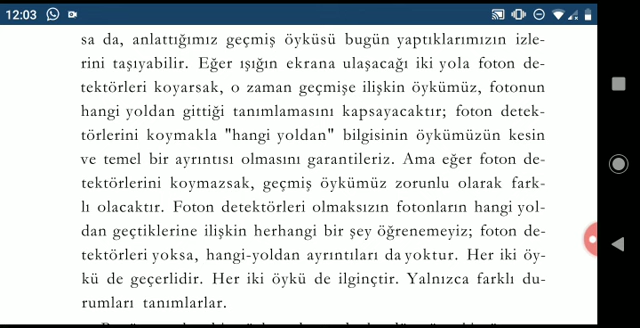 12:03
sa da, anlattığımız geçmiş öyküsü bugün yaptıklarımızın izle-
rini taşıyabilir. Eğer ışığın ekrana ulaşacağı iki yola foton de-
tektörleri koyarsak, o zaman geçmişe ilişkin öykümüz, fotonun
hangi yoldan gittiği tanımlamasını kapsayacaktır; foton detek-
törlerini koymakla "hangi yoldan" bilgisinin öykümüzün kesin
ve temel bir ayrıntısı olmasını garantileriz. Ama eğer foton de-
tektörlerini koymazsak, geçmiş öykümüz zorunlu olarak fark-
lı olacaktır. Foton detektörleri olmaksızın fotonların hangi yol-
dan geçtiklerine ilişkin herhangi bir şey öğrenemeyiz; foton de-
tektörleri yoksa, hangi-yoldan ayrıntıları da yoktur. Her iki öy-
kü de geçerlidir. Her iki öykü de ilginçtir. Yalnızca farklı du-
rumları tanımlarlar.